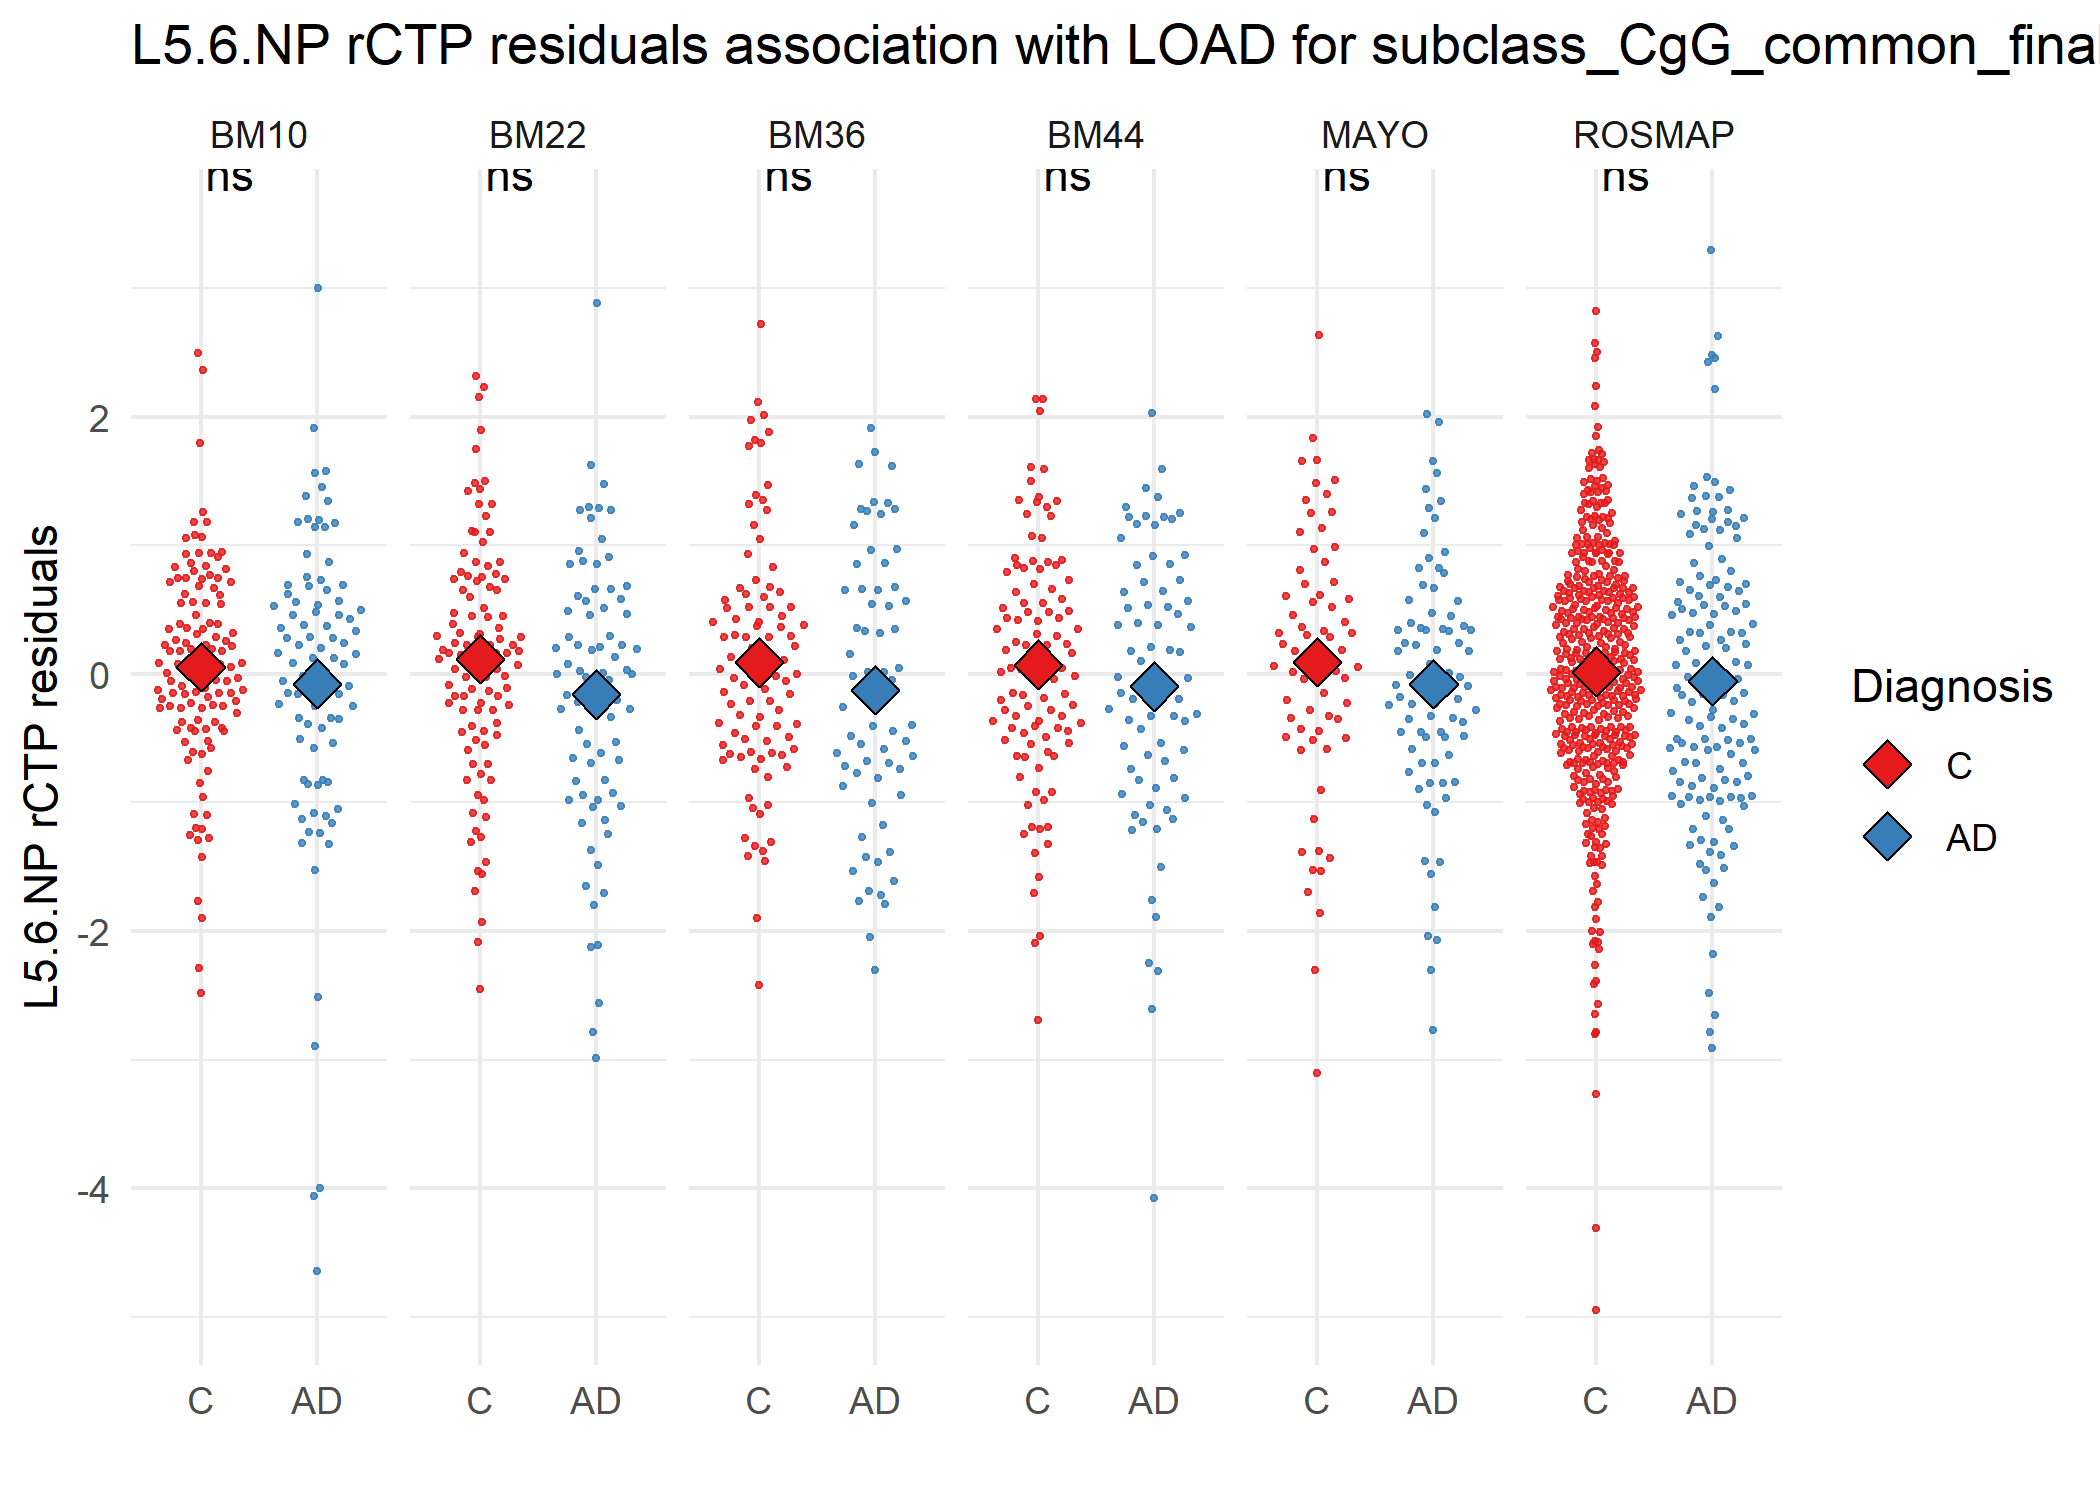 L5.6.NP rCTP residuals association with LOAD for subclass_CgG_common_final
BM10 BM22 BM36 BM44 MAYO ROSMAP
ns ns ns ns ns ns
L5.6.NP rCTP residuals
2
0
-2
-4
C AD C AD C AD C AD C AD C AD
Diagnosis
C
AD